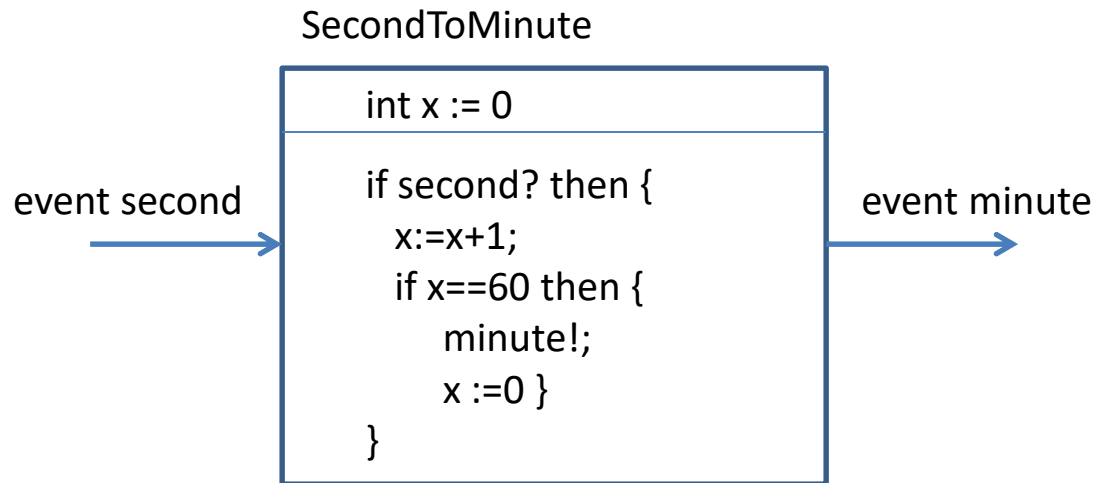 SecondToMinute
int x := 0
event second
if second? then {
x:=x+1;
if x==60 then {
minute!;
x :=0 }
}
event minute